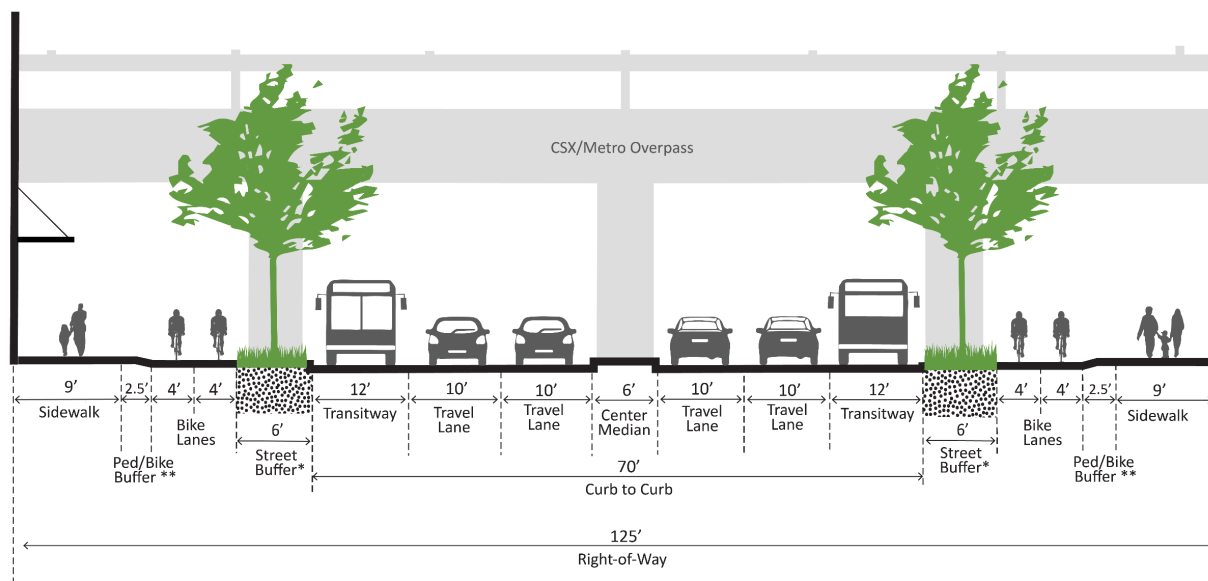 CSX/Metro Overpass
9’ 2.5’ 4’ 4’ 12’ 10’ 10’ 6’ 10’ 10’ 12’ 4’ 4’ 2.5’ 9’
Sidewalk
Bike
Lanes
6’
Street
Buffer*
Ped/Bike
Buffer **
Transitway
Travel
Lane
Travel
Lane
Center
Median
Travel
Lane
Travel
Lane
Transitway
6’
Street
Buffer*
Bike
Lanes
Ped/Bike
Buffer **
Sidewalk
70’
Curb to Curb
125’
Right-of-Way